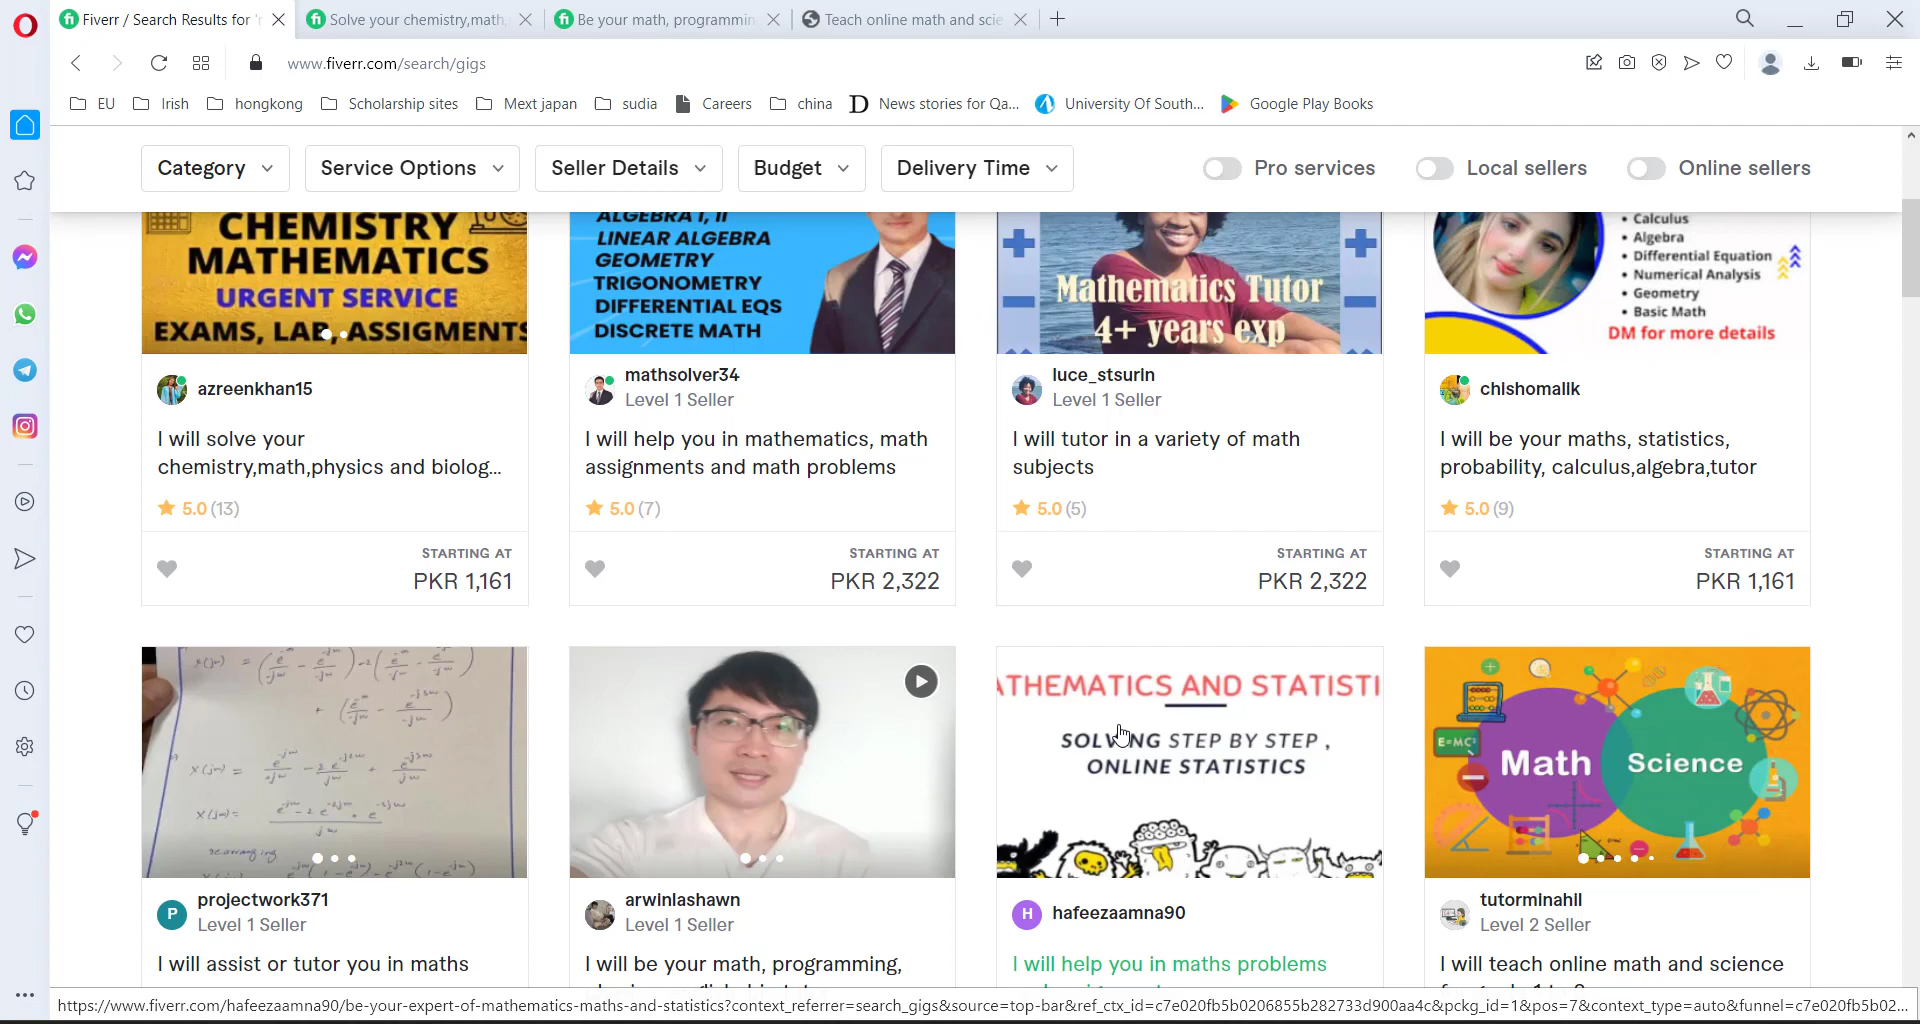 Fiverr / Search Results for 'r
Solve your chemistry,math,
Be your math, programmin
Teach online math and scie
www.fiverr.com/search/gigs
EU
Irish
hongkong
Scholarship sites
Mext japan
sudia
Careers
china
News stories for Qa...
University Of South...
Google Play Books
Category
Service Options
Seller Details
Budget
Delivery Time
Pro services
Local sellers
Online sellers
CHEMISTRY
MATHEMATICS
URGENT SERVICE
EXAMS, LAB, ASSIGMENTS
ALGEBRA I, II
LINEAR ALGEBRA
GEOMETRY
TRIGONOMETRY
DIFFERENTIAL EQS
DISCRETE MATH
Mathematics Tutor
4+ years exp
• Calculus
• Algebra
• Differential Equation
• Numerical Analysis
• Geometry
• Basic Math
DM for more details
azreenkhan15
I will solve your
chemistry,math,physics and biolog...
5.0 (13)
STARTING AT
PKR 1,161
mathsolver34
Level 1 Seller
I will help you in mathematics, math
assignments and math problems
5.0 (7)
STARTING AT
PKR 2,322
luce_stsurin
Level 1 Seller
I will tutor in a variety of math
subjects
5.0 (5)
STARTING AT
PKR 2,322
chishomalik
I will be your maths, statistics,
probability, calculus,algebra,tutor
5.0 (9)
STARTING AT
PKR 1,161
rearranging
P
projectwork371
Level 1 Seller
I will assist or tutor you in maths
arwinlashawn
Level 1 Seller
I will be your math, programming,
ATHEMATICS AND STATISTI
SOLVING STEP BY STEP ,
ONLINE STATISTICS
H
hafeezaamna90
I will help you in maths problems
E=MC²
Math
Science
tutorminahil
Level 2 Seller
I will teach online math and science
https://www.fiverr.com/hafeezaamna90/be-your-expert-of-mathematics-maths-and-statistics?context_referrer=search_gigs&source=top-bar&ref_ctx_id=c7e020fb5b0206855b282733d900aa4c&pckg_id=1&pos=7&context_type=auto&funnel=c7e020fb5b02...